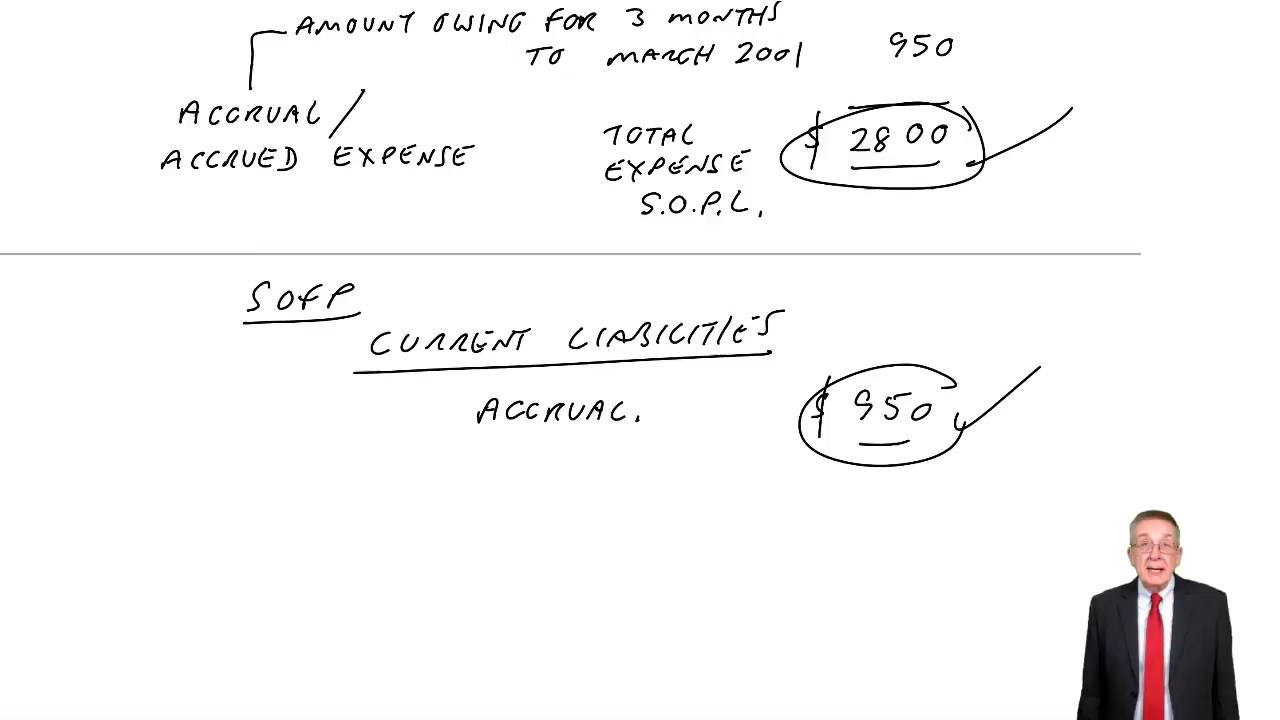 AMOUNT OWING FOR 3 MONTHS
TO MARCH 2001 950
ACCRUAL /
ACCRUED EXPENSE
TOTAL $ 2800
EXPENSE
S.O.P.L.
SOFP
CURRENT LIABILITIES
ACCRUAL. $ 950